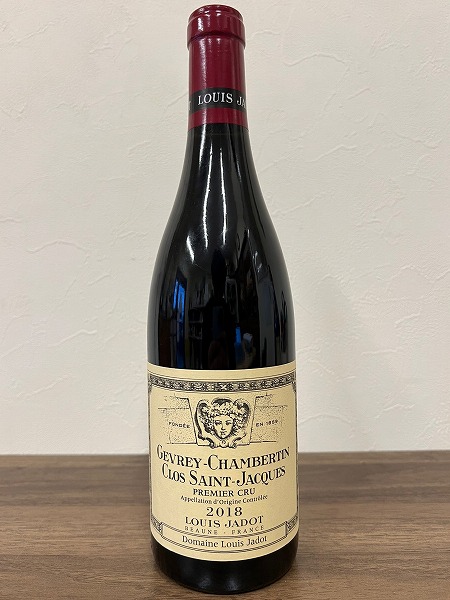 LOUIS JA
FONDÉE EN 1859
GEVREY-CHAMBERTIN
CLOS SAINT-JACQUES
PREMIER CRU
Appellation d'Origine Contrôlée
2018
LOUIS JADOT
BEAUNE - FRANCE
Domaine Louis Jadot